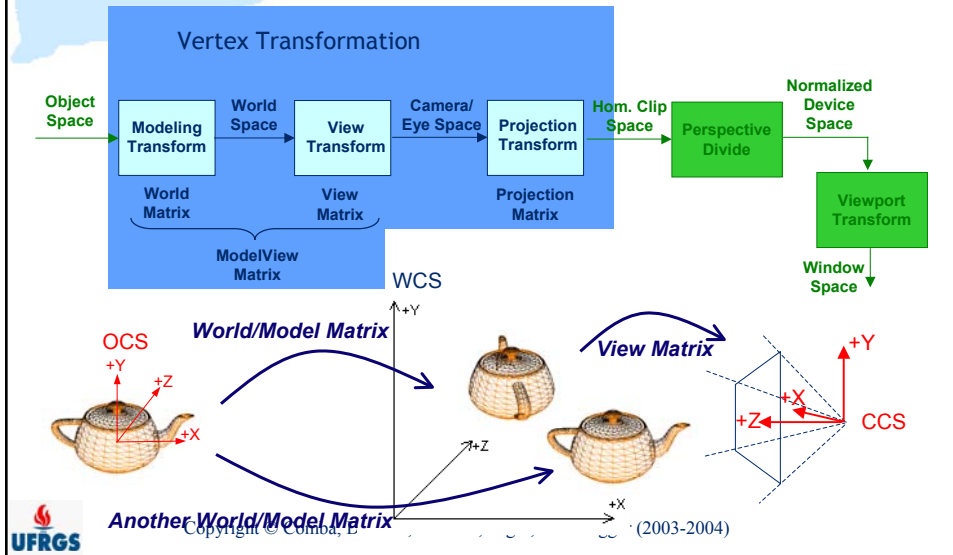 Vertex Transformation
Object
Space
Modeling
Transform
World
Space
View
Transform
Camera/
Eye Space
Projection
Transform
Hom. Clip
Space
Perspective
Divide
Normalized
Device
Space
Viewport
Transform
Window
Space
World
Matrix
View
Matrix
Projection
Matrix
ModelView
Matrix
WCS
+Y
World/Model Matrix
View Matrix
OCS
+Y
+Z
+X
+Z
+X
+Y
+X
+Z
CCS
Another World/Model Matrix
Copyright © Comba, (2003-2004)
UFRGS